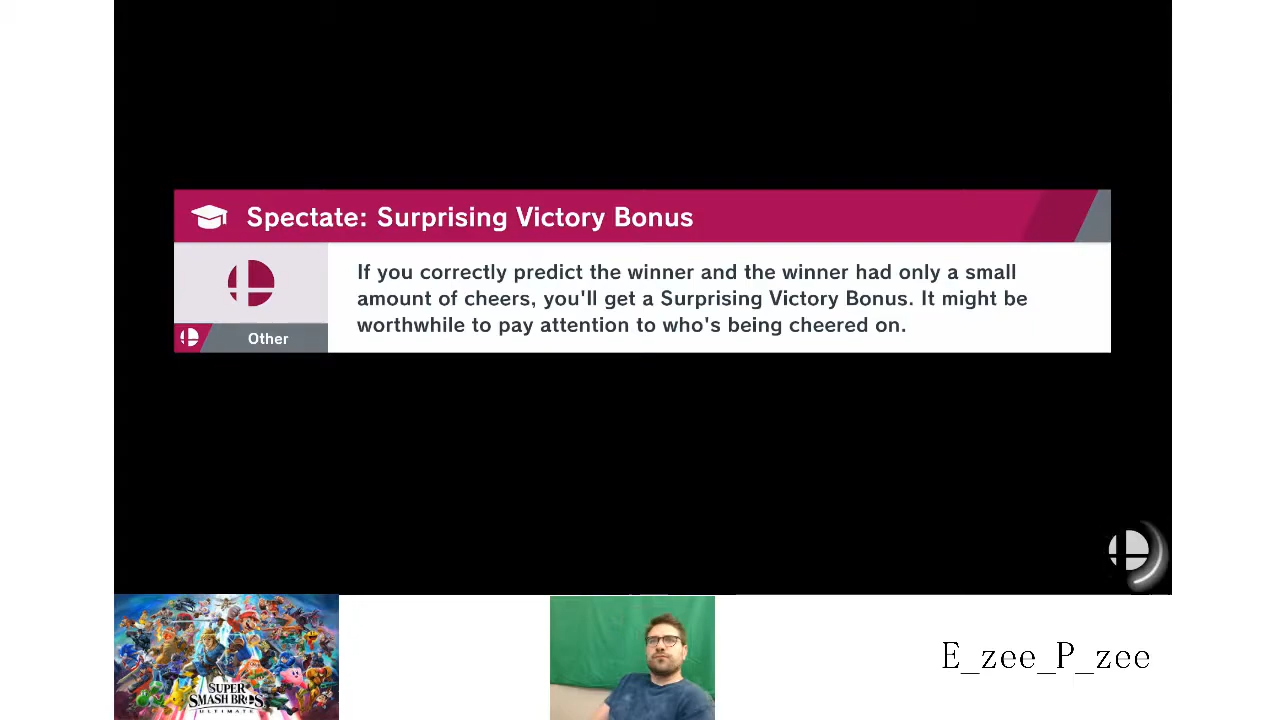 Spectate: Surprising Victory Bonus
If you correctly predict the winner and the winner had only a small
amount of cheers, you'll get a Surprising Victory Bonus. It might be
worthwhile to pay attention to who's being cheered on.
Other
SUPER
SMASH BROS.
ULTIMATE
E_zee_P_zee